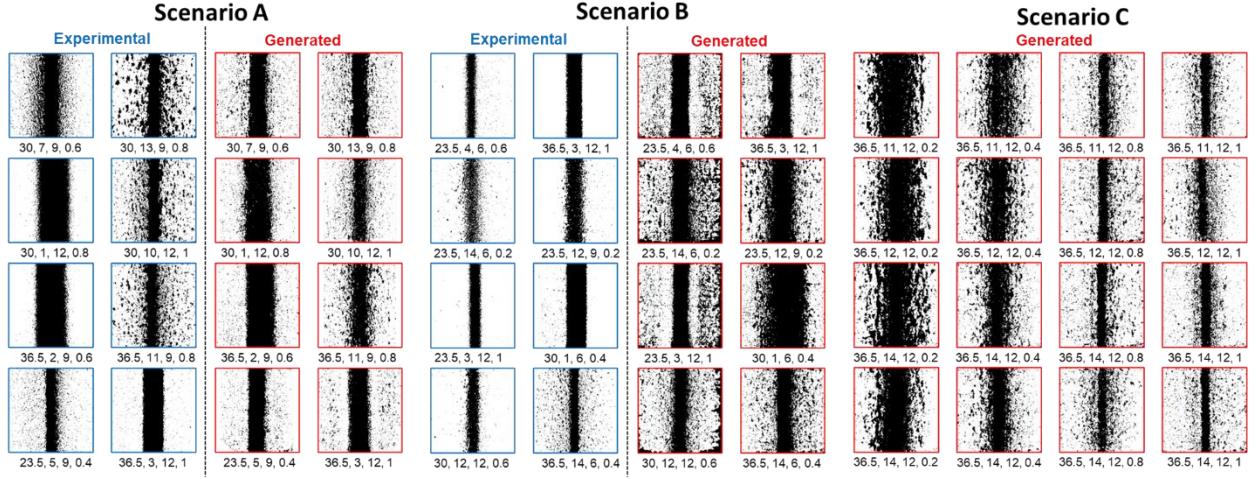 Scenario A
Scenario B
Scenario C
Experimental
Generated
Experimental
Generated
Generated
30, 7, 9, 0.6
30, 13, 9, 0.8
30, 7, 9, 0.6
30, 13, 9, 0.8
23.5, 4, 6, 0.6
36.5, 3, 12, 1
23.5, 4, 6, 0.6
36.5, 3, 12, 1
36.5, 11, 12, 0.2
36.5, 11, 12, 0.4
36.5, 11, 12, 0.8
36.5, 11, 12, 1
30, 1, 12, 0.8
30, 10, 12, 1
30, 1, 12, 0.8
30, 10, 12, 1
23.5, 14, 6, 0.2
23.5, 12, 9, 0.2
23.5, 14, 6, 0.2
23.5, 12, 9, 0.2
36.5, 12, 12, 0.2
36.5, 12, 12, 0.4
36.5, 12, 12, 0.8
36.5, 12, 12, 1
36.5, 2, 9, 0.6
36.5, 11, 9, 0.8
36.5, 2, 9, 0.6
36.5, 11, 9, 0.8
23.5, 3, 12, 1
30, 1, 6, 0.4
23.5, 3, 12, 1
30, 1, 6, 0.4
36.5, 14, 12, 0.2
36.5, 14, 12, 0.4
36.5, 14, 12, 0.8
36.5, 14, 12, 1
23.5, 5, 9, 0.4
36.5, 3, 12, 1
23.5, 5, 9, 0.4
36.5, 3, 12, 1
30, 12, 12, 0.6
36.5, 14, 6, 0.4
30, 12, 12, 0.6
36.5, 14, 6, 0.4
36.5, 14, 12, 0.2
36.5, 14, 12, 0.4
36.5, 14, 12, 0.8
36.5, 14, 12, 1